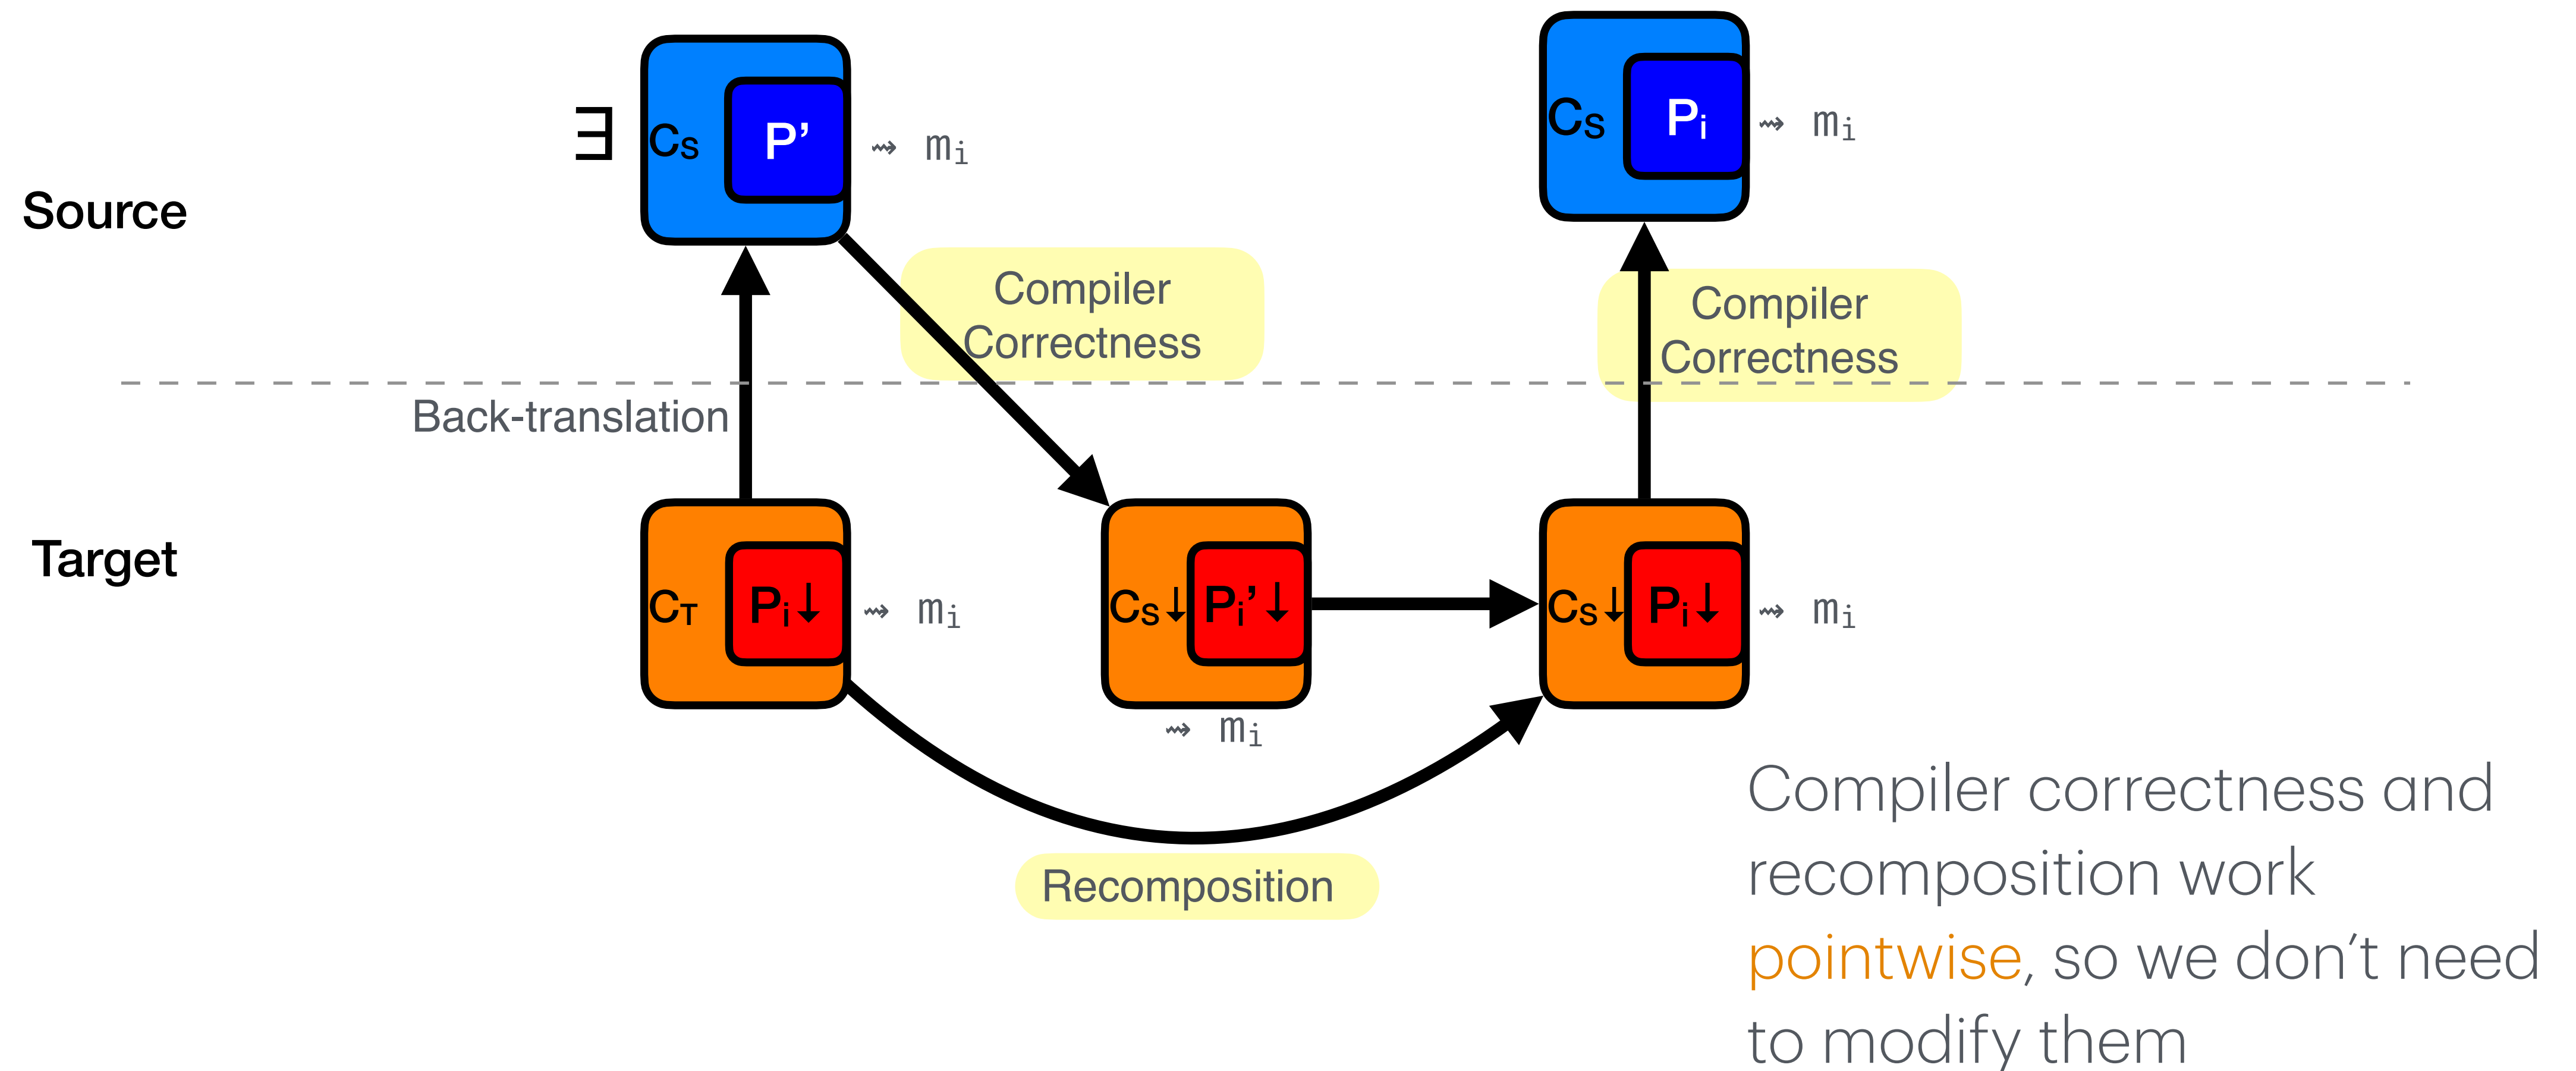 ∃
Cₛ P’ ⇝ mᵢ
Cₛ Pᵢ ⇝ mᵢ
Source
Compiler
Correctness
Compiler
Correctness
Back-translation
Target
C_T Pᵢ↓ ⇝ mᵢ
Cₛ↓ Pᵢ’↓
⇝ mᵢ
Cₛ↓ Pᵢ↓ ⇝ mᵢ
Recomposition
Compiler correctness and
recomposition work
pointwise, so we don’t need
to modify them